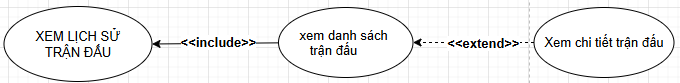 XEM LỊCH SỬ
TRẬN ĐẤU
<<include>>
xem danh sách
trận đấu
<<extend>>
Xem chi tiết trận đấu